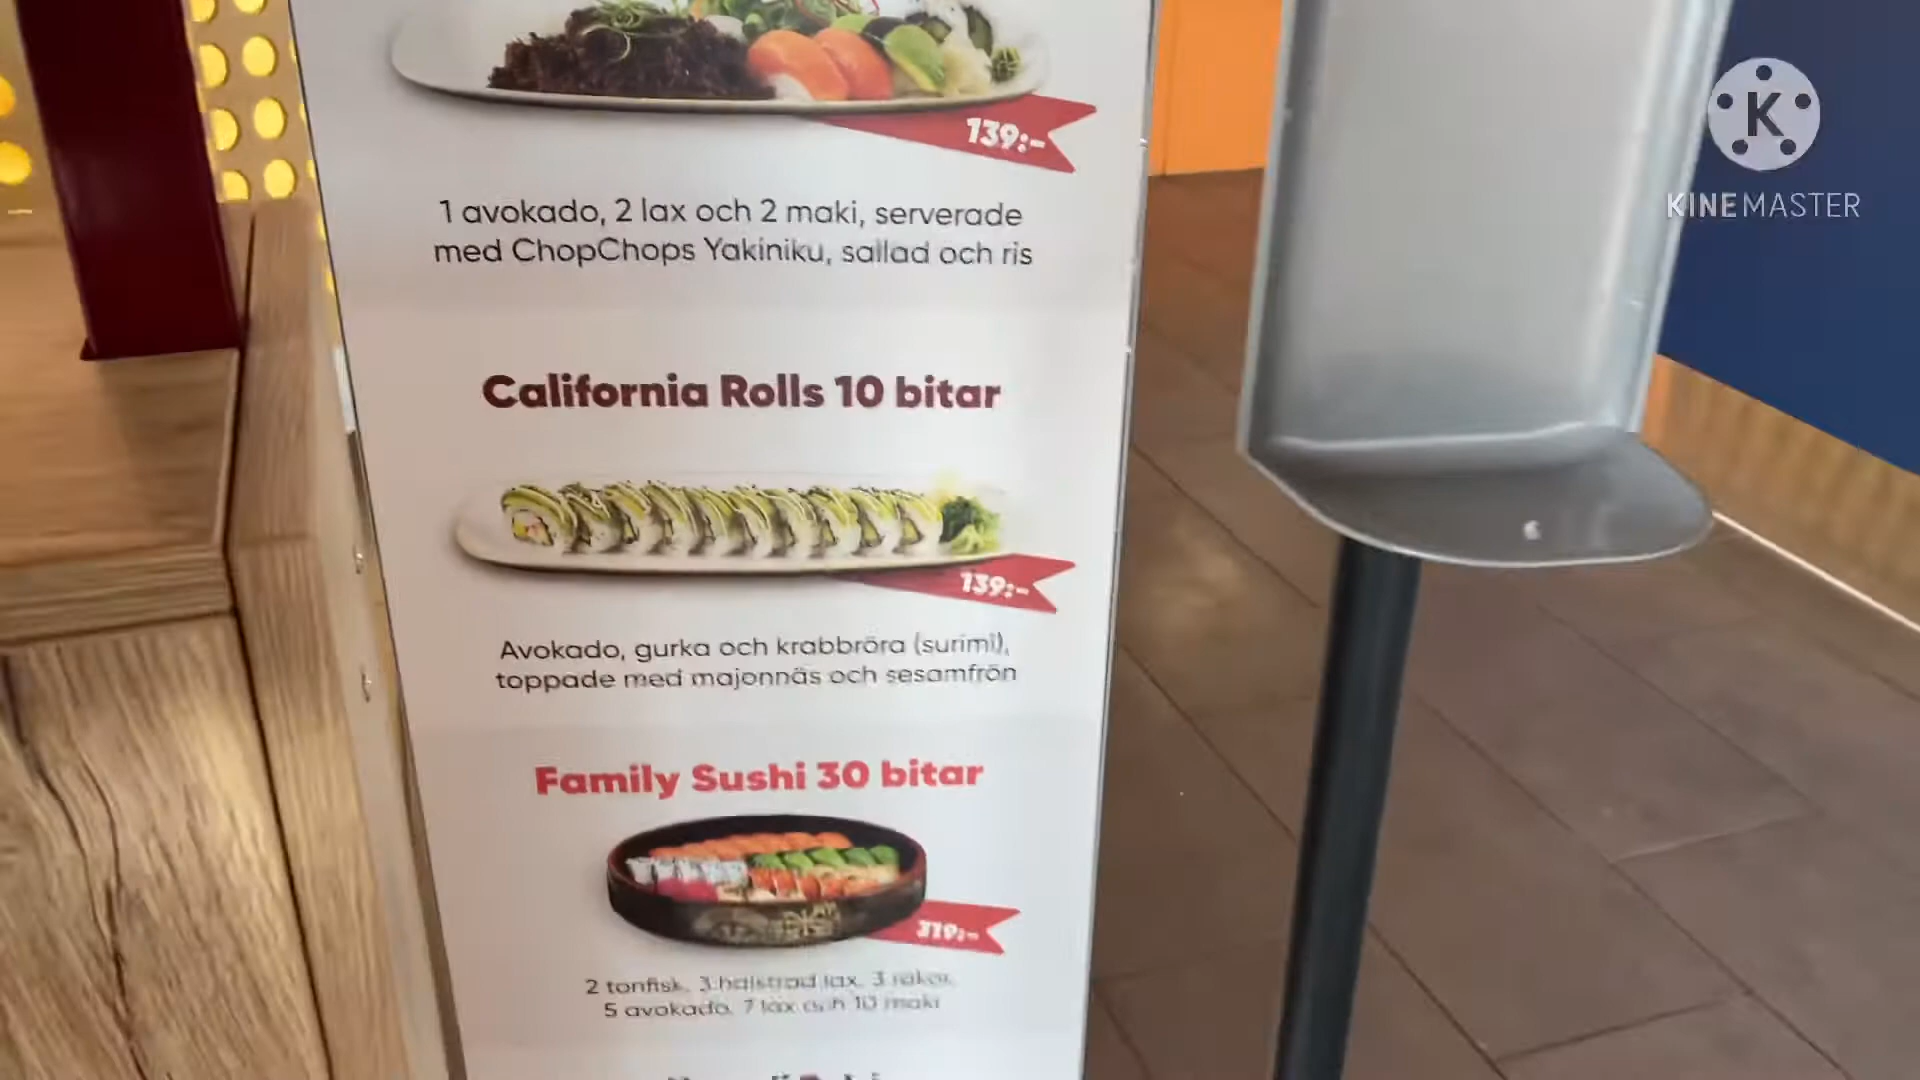 139:-
1 avokado, 2 lax och 2 maki, serverade
med ChopChops Yakiniku, sallad och ris
California Rolls 10 bitar
139:-
Avokado, gurka och krabbröra (surimi),
toppade med majonnäs och sesamfrön
Family Sushi 30 bitar
319:-
2 tonfisk, 3 halstrad lax, 3 räkor,
5 avokado, 7 lax och 10 maki
K
KINEMASTER